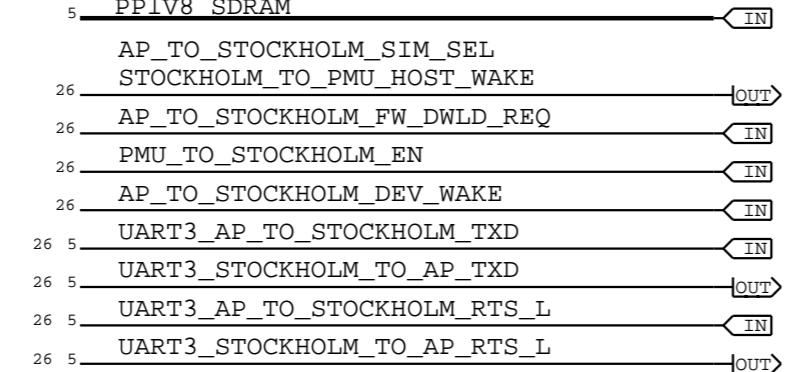 5 PP1V8_SDRAM IN
AP_TO_STOCKHOLM_SIM_SEL
26 STOCKHOLM_TO_PMU_HOST_WAKE OUT
26 AP_TO_STOCKHOLM_FW_DWLD_REQ IN
26 PMU_TO_STOCKHOLM_EN IN
26 AP_TO_STOCKHOLM_DEV_WAKE IN
26 5 UART3_AP_TO_STOCKHOLM_TXD IN
26 5 UART3_STOCKHOLM_TO_AP_TXD OUT
26 5 UART3_AP_TO_STOCKHOLM_RTS_L IN
26 5 UART3_STOCKHOLM_TO_AP_RTS_L OUT